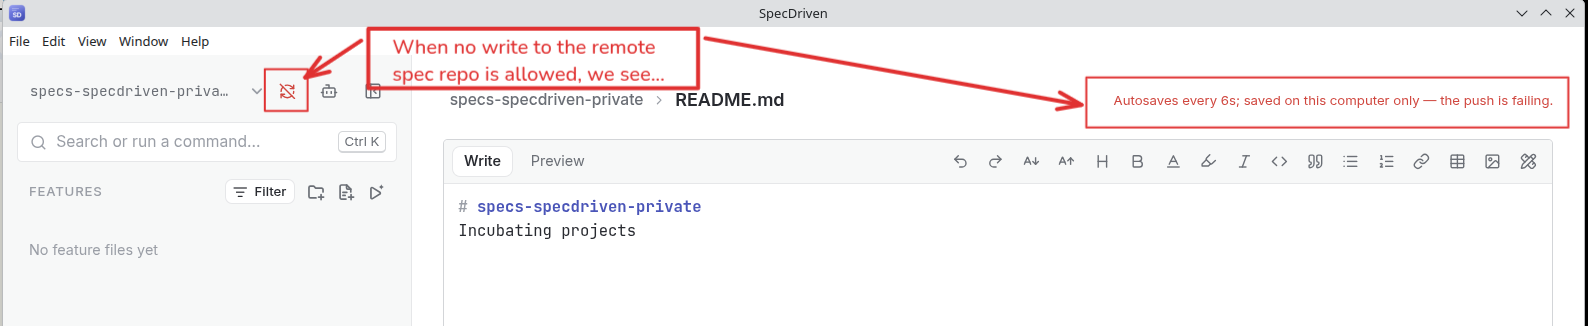 SD
SpecDriven
File Edit View Window Help
When no write to the remote
spec repo is allowed, we see...
specs-specdriven-priva...
specs-specdriven-private > README.md
Autosaves every 6s; saved on this computer only — the push is failing.
Search or run a command... Ctrl K
Write Preview
FEATURES Filter
# specs-specdriven-private
Incubating projects
No feature files yet